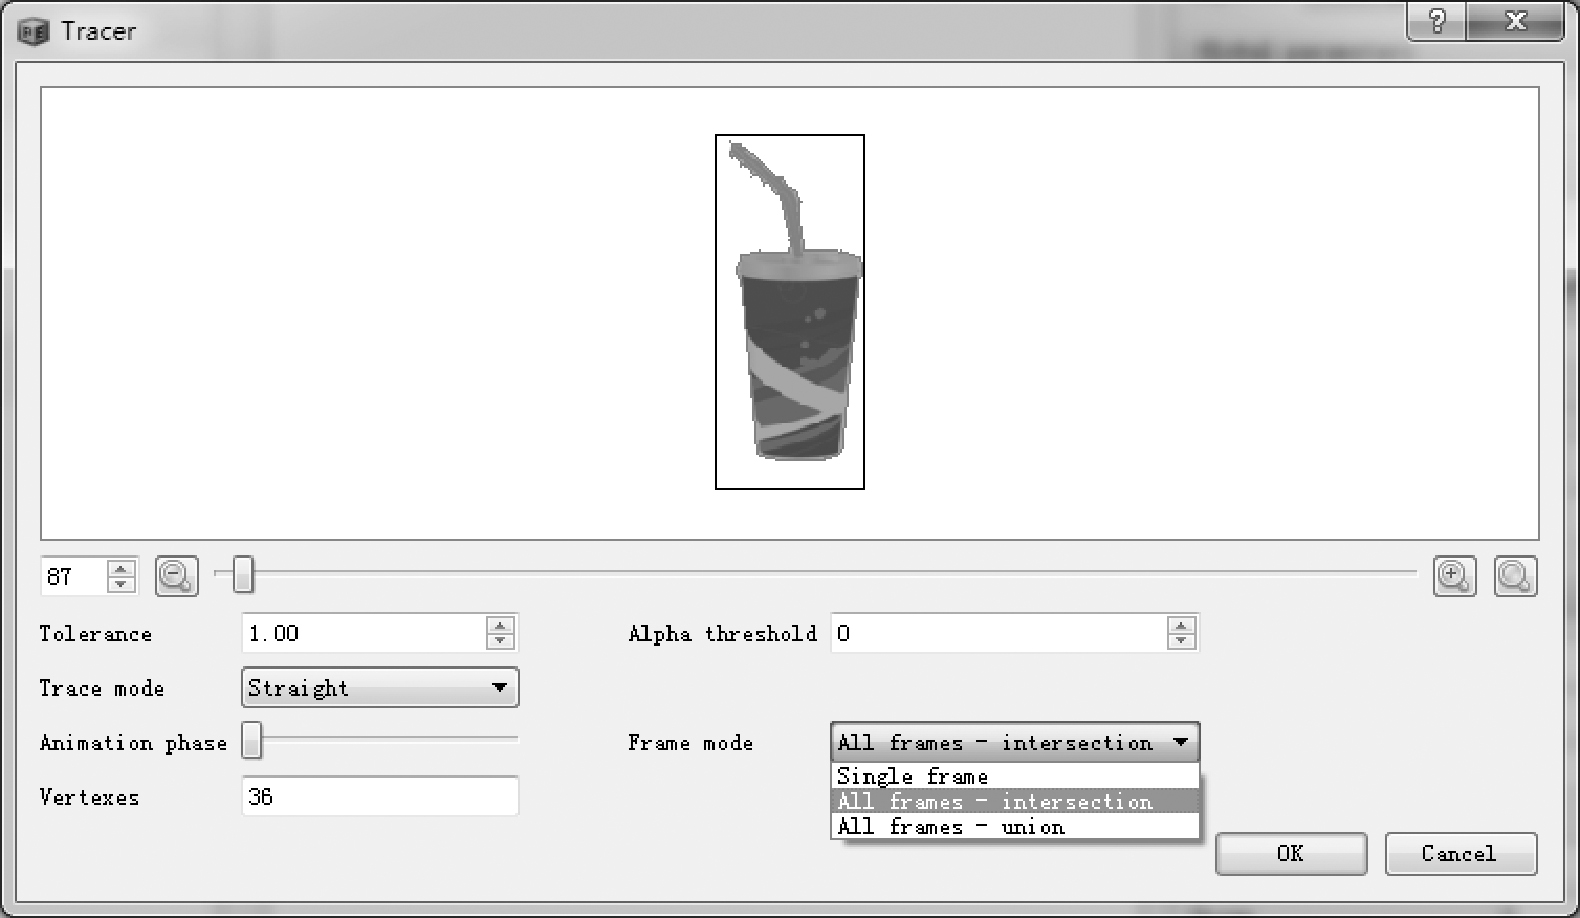 Tracer
87
Tolerance 1.00 Alpha threshold 0
Trace mode Straight
Animation phase Frame mode All frames - intersection
Single frame
All frames - intersection
Vertexes 36
All frames - union
OK Cancel